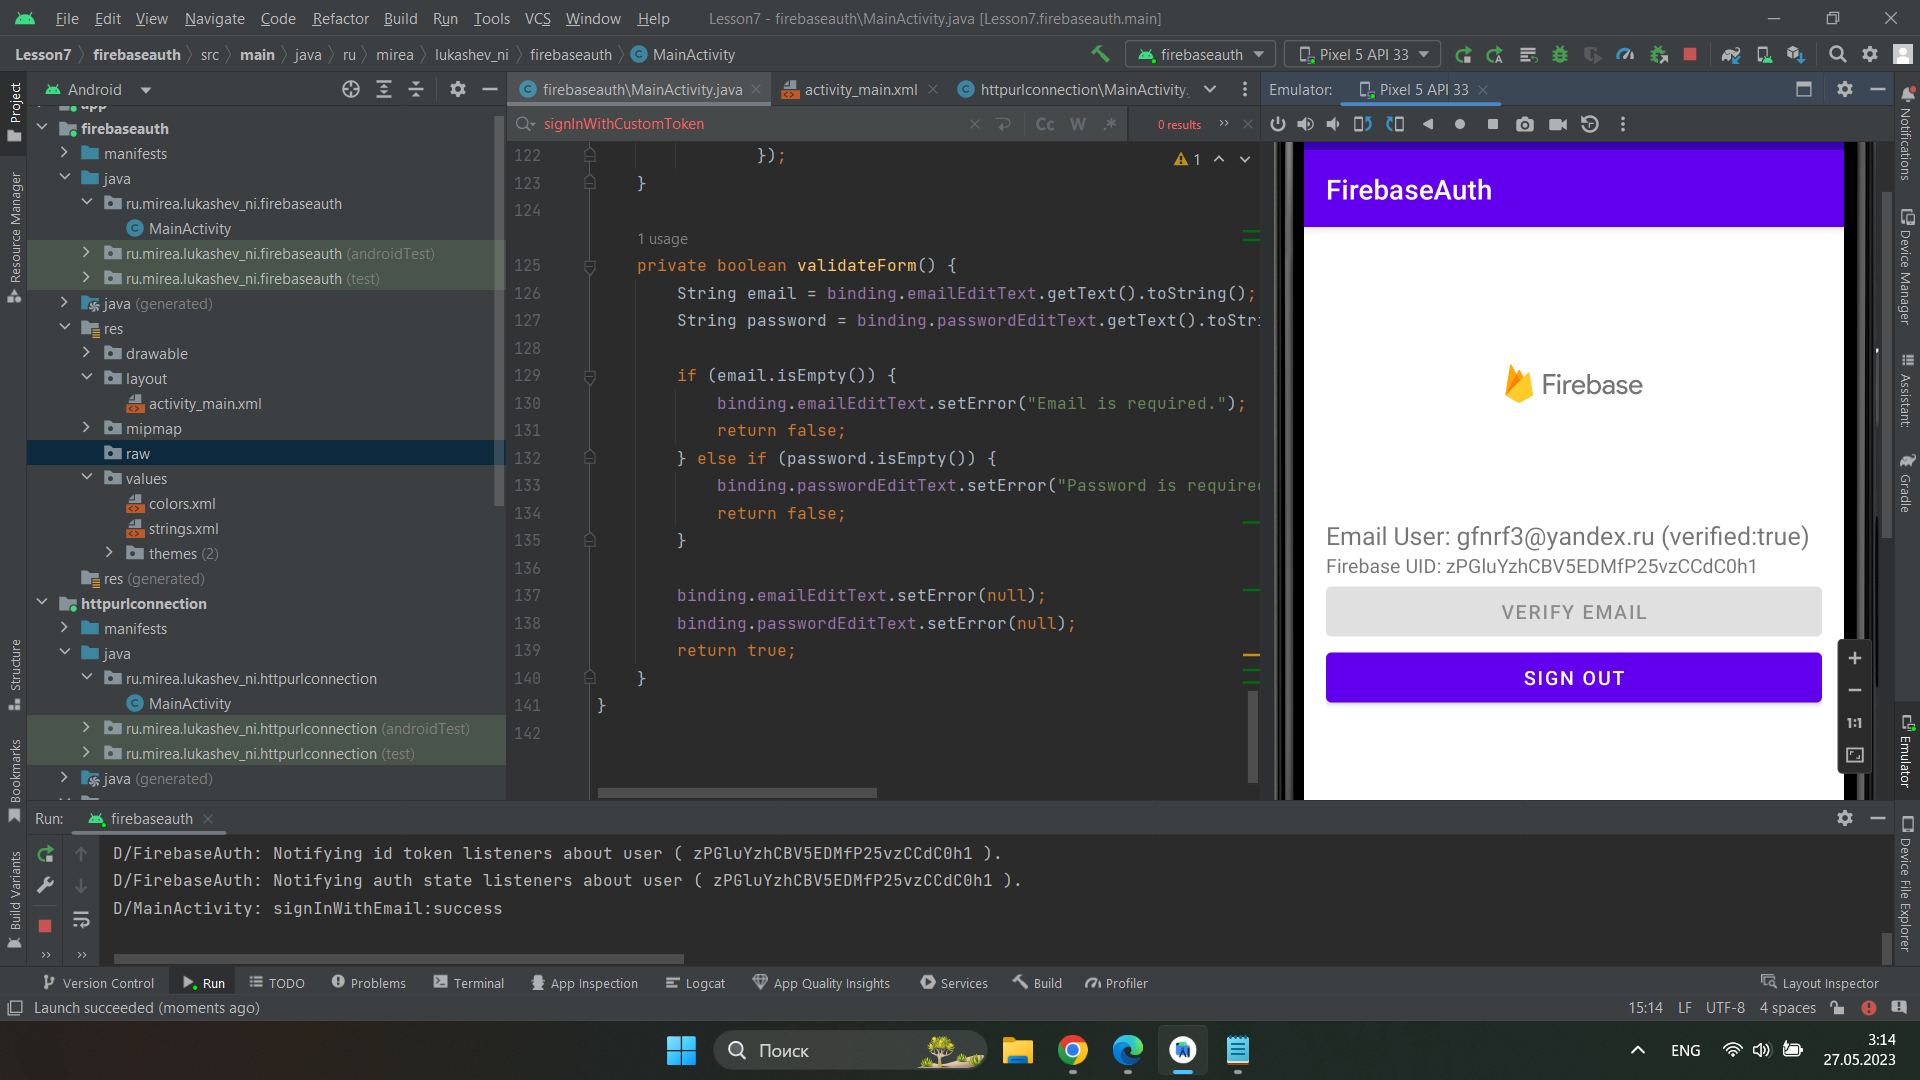 File Edit View Navigate Code Refactor Build Run Tools VCS Window Help Lesson7 - firebaseauth\MainActivity.java [Lesson7.firebaseauth.main]
Lesson7 firebaseauth src main java ru mirea lukashev_ni firebaseauth MainActivity firebaseauth Pixel 5 API 33
Project
Resource Manager
Structure
Bookmarks
Build Variants
Android
app
firebaseauth
manifests
java
ru.mirea.lukashev_ni.firebaseauth
MainActivity
ru.mirea.lukashev_ni.firebaseauth (androidTest)
ru.mirea.lukashev_ni.firebaseauth (test)
java (generated)
res
drawable
layout
activity_main.xml
mipmap
raw
values
colors.xml
strings.xml
themes (2)
res (generated)
httpurlconnection
manifests
java
ru.mirea.lukashev_ni.httpurlconnection
MainActivity
ru.mirea.lukashev_ni.httpurlconnection (androidTest)
ru.mirea.lukashev_ni.httpurlconnection (test)
java (generated)
firebaseauth\MainActivity.java activity_main.xml httpurlconnection\MainActivity.
signInWithCustomToken Cc W .* 0 results
1
122 });
123 }
124
1 usage
125 private boolean validateForm() {
126 String email = binding.emailEditText.getText().toString();
127 String password = binding.passwordEditText.getText().toStri
128
129 if (email.isEmpty()) {
130 binding.emailEditText.setError("Email is required.");
131 return false;
132 } else if (password.isEmpty()) {
133 binding.passwordEditText.setError("Password is required
134 return false;
135 }
136
137 binding.emailEditText.setError(null);
138 binding.passwordEditText.setError(null);
139 return true;
140 }
141 }
142
Emulator: Pixel 5 API 33
FirebaseAuth
Firebase
Email User: gfnrf3@yandex.ru (verified:true)
Firebase UID: zPGluYzhCBV5EDMfP25vzCCdC0h1
VERIFY EMAIL
SIGN OUT
1:1
Notifications
Device Manager
Assistant:
Gradle
Emulator
Device File Explorer
Run: firebaseauth
D/FirebaseAuth: Notifying id token listeners about user ( zPGluYzhCBV5EDMfP25vzCCdC0h1 ).
D/FirebaseAuth: Notifying auth state listeners about user ( zPGluYzhCBV5EDMfP25vzCCdC0h1 ).
D/MainActivity: signInWithEmail:success
Version Control Run TODO Problems Terminal App Inspection Logcat App Quality Insights Services Build Profiler Layout Inspector
Launch succeeded (moments ago) 15:14 LF UTF-8 4 spaces
Поиск
ENG
3:14
27.05.2023